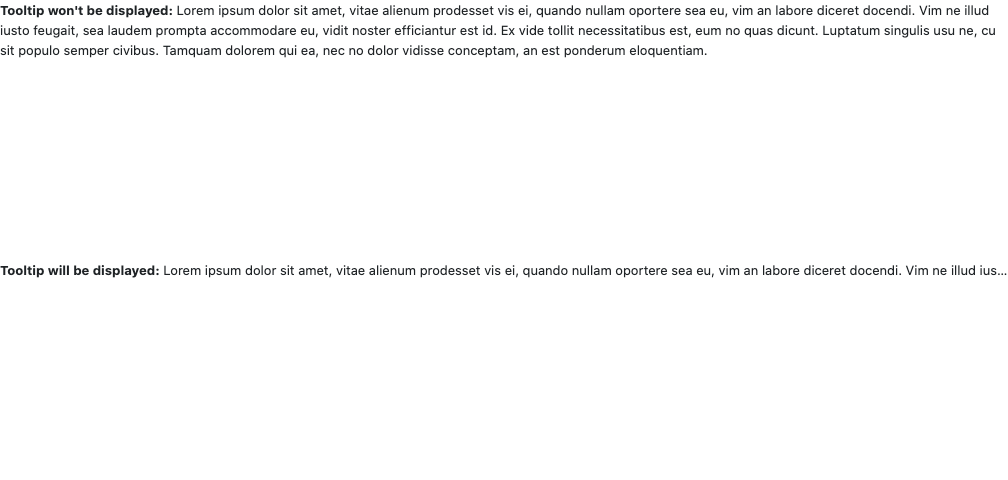 Tooltip won't be displayed: Lorem ipsum dolor sit amet, vitae alienum prodesset vis ei, quando nullam oportere sea eu, vim an labore diceret docendi. Vim ne illud
iusto feugait, sea laudem prompta accommodare eu, vidit noster efficiantur est id. Ex vide tollit necessitatibus est, eum no quas dicunt. Luptatum singulis usu ne, cu
sit populo semper civibus. Tamquam dolorem qui ea, nec no dolor vidisse conceptam, an est ponderum eloquentiam.
Tooltip will be displayed: Lorem ipsum dolor sit amet, vitae alienum prodesset vis ei, quando nullam oportere sea eu, vim an labore diceret docendi. Vim ne illud ius...